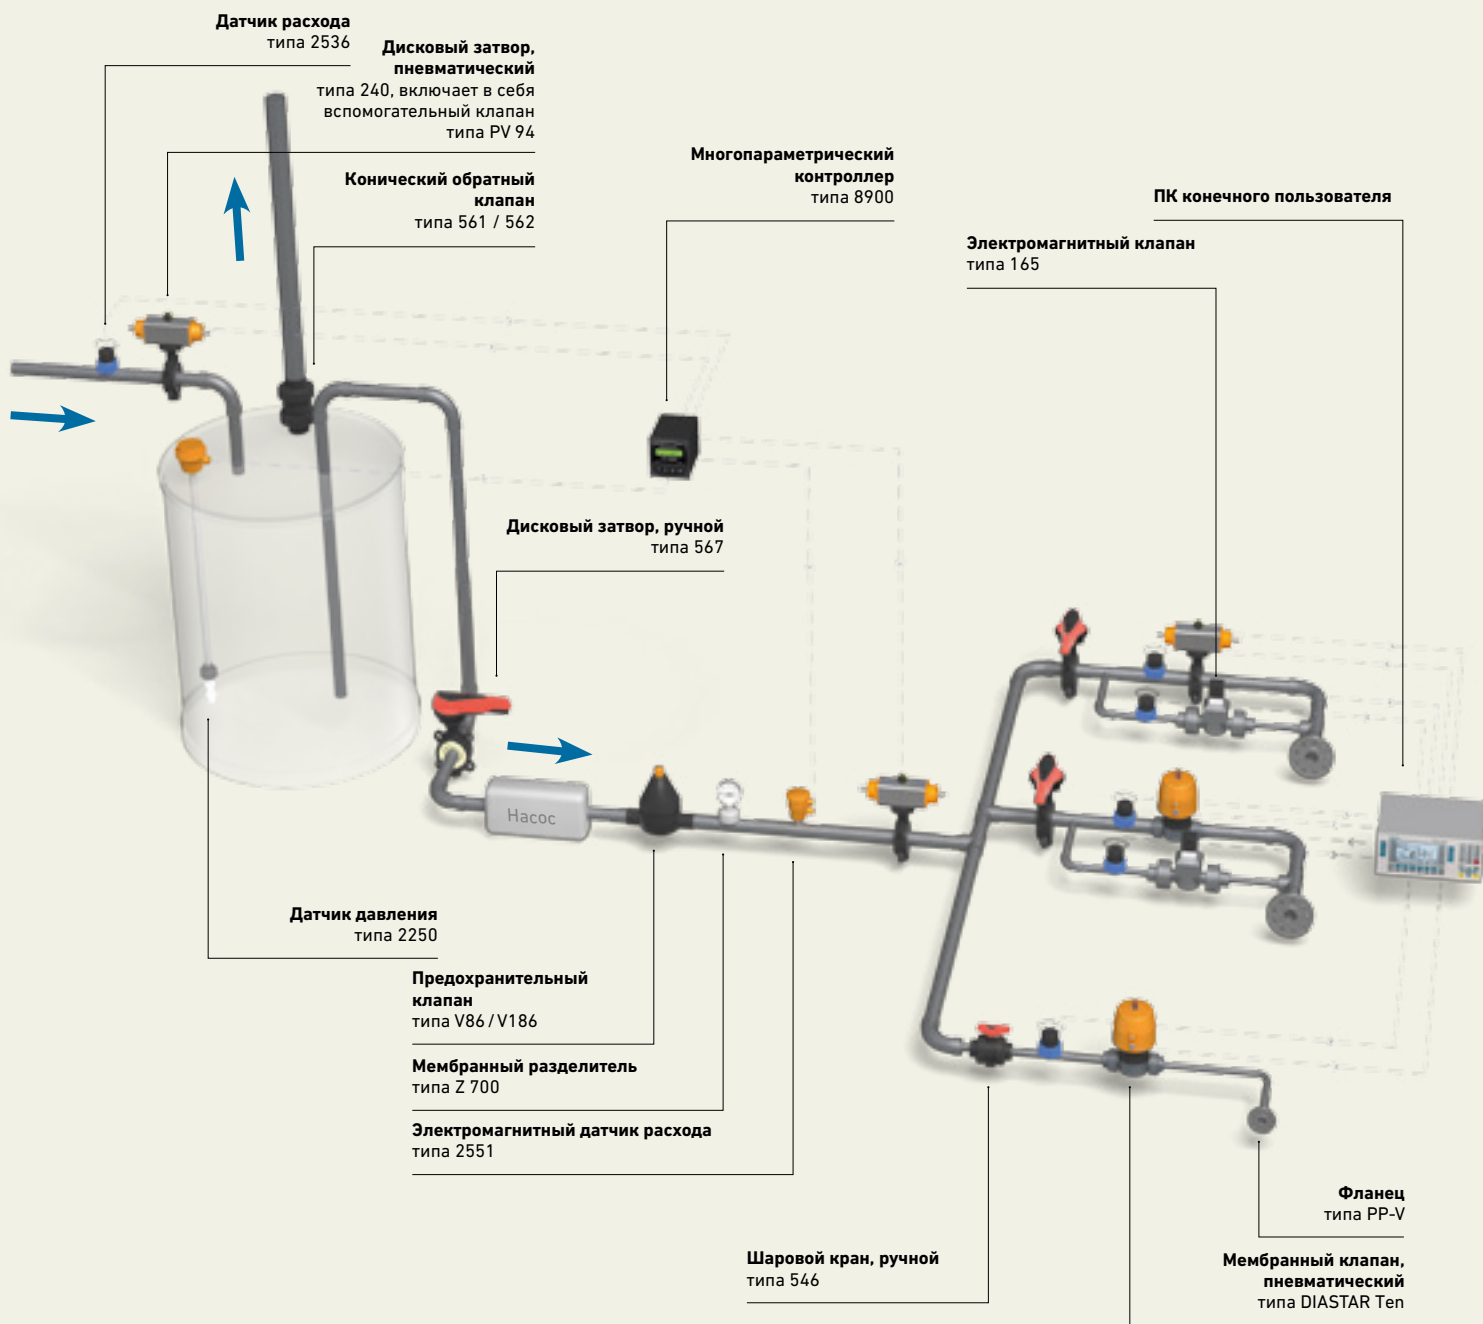 Датчик расхода
типа 2536
Дисковый затвор,
пневматический
типа 240, включает в себя
вспомогательный клапан
типа PV 94
Конический обратный
клапан
типа 561 / 562
Многопараметрический
контроллер
типа 8900
ПК конечного пользователя
Электромагнитный клапан
типа 165
Дисковый затвор, ручной
типа 567
Насос
Датчик давления
типа 2250
Предохранительный
клапан
типа V86 / V186
Мембранный разделитель
типа Z 700
Электромагнитный датчик расхода
типа 2551
Фланец
типа PP-V
Шаровой кран, ручной
типа 546
Мембранный клапан,
пневматический
типа DIASTAR Ten